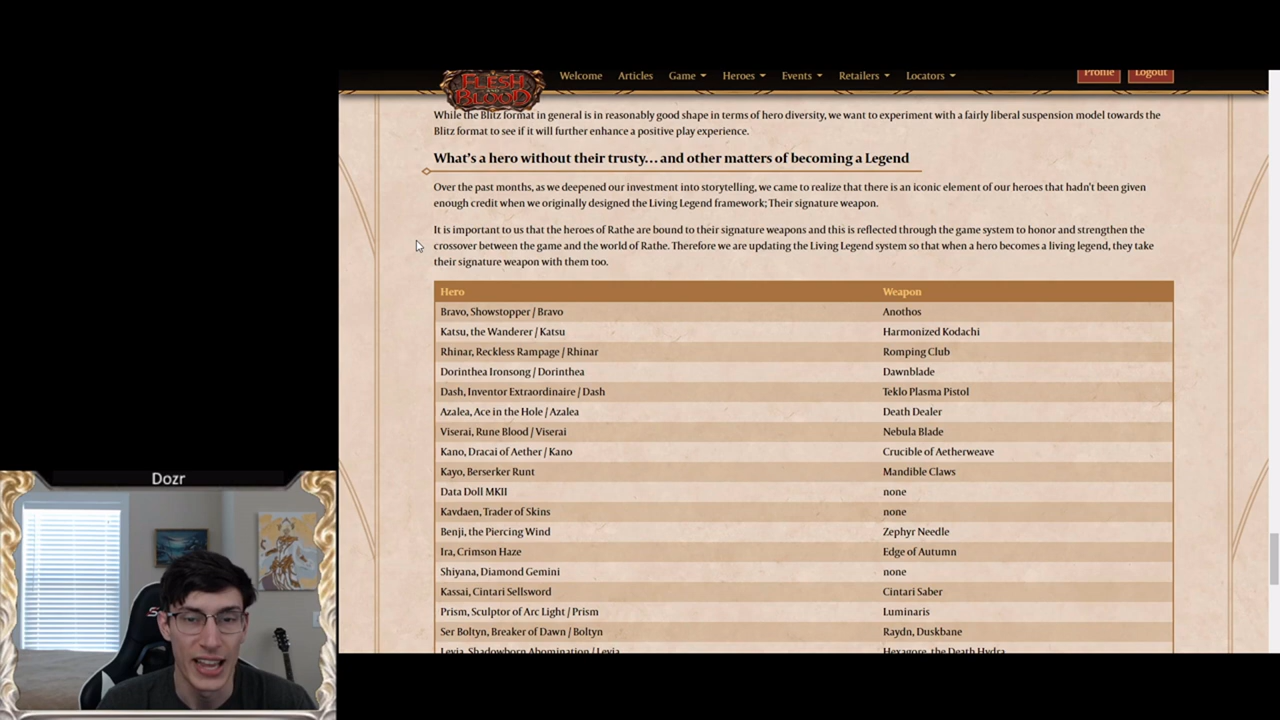 FLESH
AND
BLOOD
Welcome
Articles
Game
Heroes
Events
Retailers
Locators
Profile
Logout
While the Blitz format in general is in reasonably good shape in terms of hero diversity, we want to experiment with a fairly liberal suspension model towards the
Blitz format to see if it will further enhance a positive play experience.
What's a hero without their trusty… and other matters of becoming a Legend
Over the past months, as we deepened our investment into storytelling, we came to realize that there is an iconic element of our heroes that hadn't been given
enough credit when we originally designed the Living Legend framework; Their signature weapon.
It is important to us that the heroes of Rathe are bound to their signature weapons and this is reflected through the game system to honor and strengthen the
crossover between the game and the world of Rathe. Therefore we are updating the Living Legend system so that when a hero becomes a living legend, they take
their signature weapon with them too.
Hero Weapon
Bravo, Showstopper / Bravo Anothos
Katsu, the Wanderer / Katsu Harmonized Kodachi
Rhinar, Reckless Rampage / Rhinar Romping Club
Dorinthea Ironsong / Dorinthea Dawnblade
Dash, Inventor Extraordinaire / Dash Teklo Plasma Pistol
Azalea, Ace in the Hole / Azalea Death Dealer
Viserai, Rune Blood / Viserai Nebula Blade
Kano, Dracai of Aether / Kano Crucible of Aetherweave
Kayo, Berserker Runt Mandible Claws
Data Doll MKII none
Kavdaen, Trader of Skins none
Benji, the Piercing Wind Zephyr Needle
Ira, Crimson Haze Edge of Autumn
Shiyana, Diamond Gemini none
Kassai, Cintari Sellsword Cintari Saber
Prism, Sculptor of Arc Light / Prism Luminaris
Ser Boltyn, Breaker of Dawn / Boltyn Raydn, Duskbane
Levia, Shadowborn Abomination / Levia Hexagore, the Death Hydra
Dozr